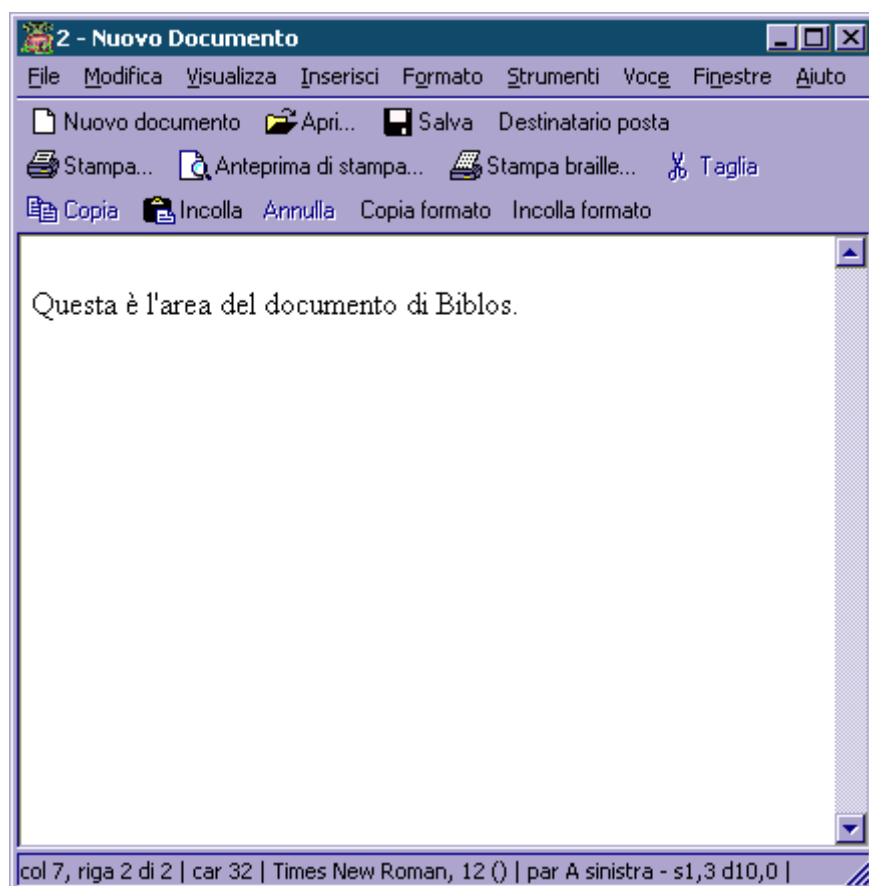 2 - Nuovo Documento
File Modifica Visualizza Inserisci Formato Strumenti Voce Finestre Aiuto
Nuovo documento Apri... Salva Destinatario posta
Stampa... Anteprima di stampa... Stampa braille... Taglia
Copia Incolla Annulla Copia formato Incolla formato
Questa è l'area del documento di Biblos.
col 7, riga 2 di 2 | car 32 | Times New Roman, 12 () | par A sinistra - s1,3 d10,0 |